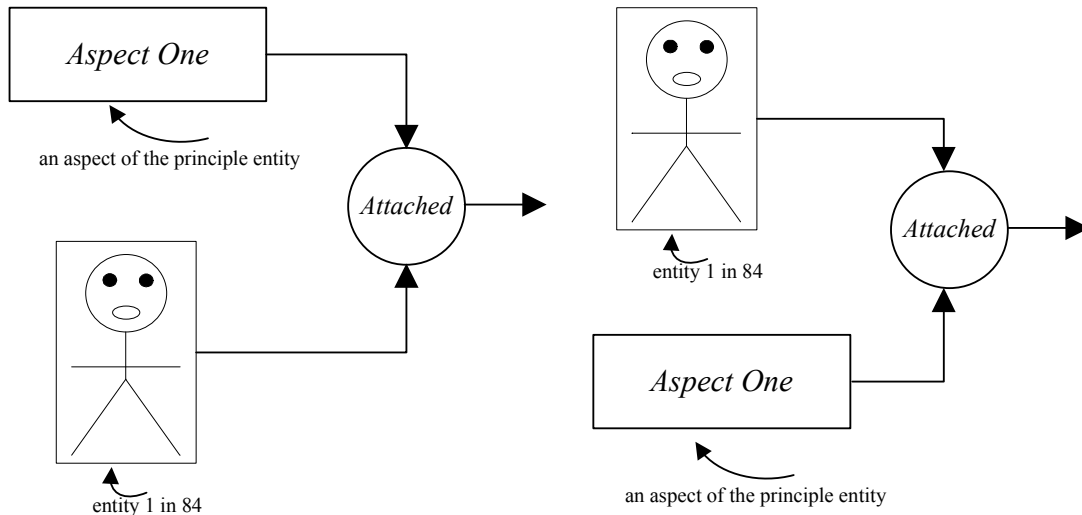 Aspect One
an aspect of the principle entity
Attached
entity 1 in 84
entity 1 in 84
Attached
Aspect One
an aspect of the principle entity